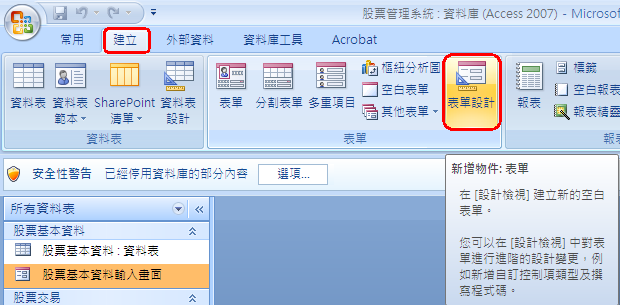 股票管理系統 : 資料庫 (Access 2007) - Microsof
常用 建立 外部資料 資料庫工具 Acrobat
資料表
資料表範本
SharePoint 清單
資料表設計
資料表
表單
分割表單
多重項目
樞紐分析圖
空白表單
其他表單
表單設計
表單
報表
標籤
空白報表
報表精靈
報表
安全性警告 已經停用資料庫的部分內容 選項...
所有資料表
股票基本資料
股票基本資料 : 資料表
股票基本資料輸入畫面
股票交易
新增物件: 表單
在 [設計檢視] 建立新的空白
表單。
您可以在 [設計檢視] 中對表
單進行進階的設計變更，例
如新增自訂控制項類型及撰
寫程式碼。